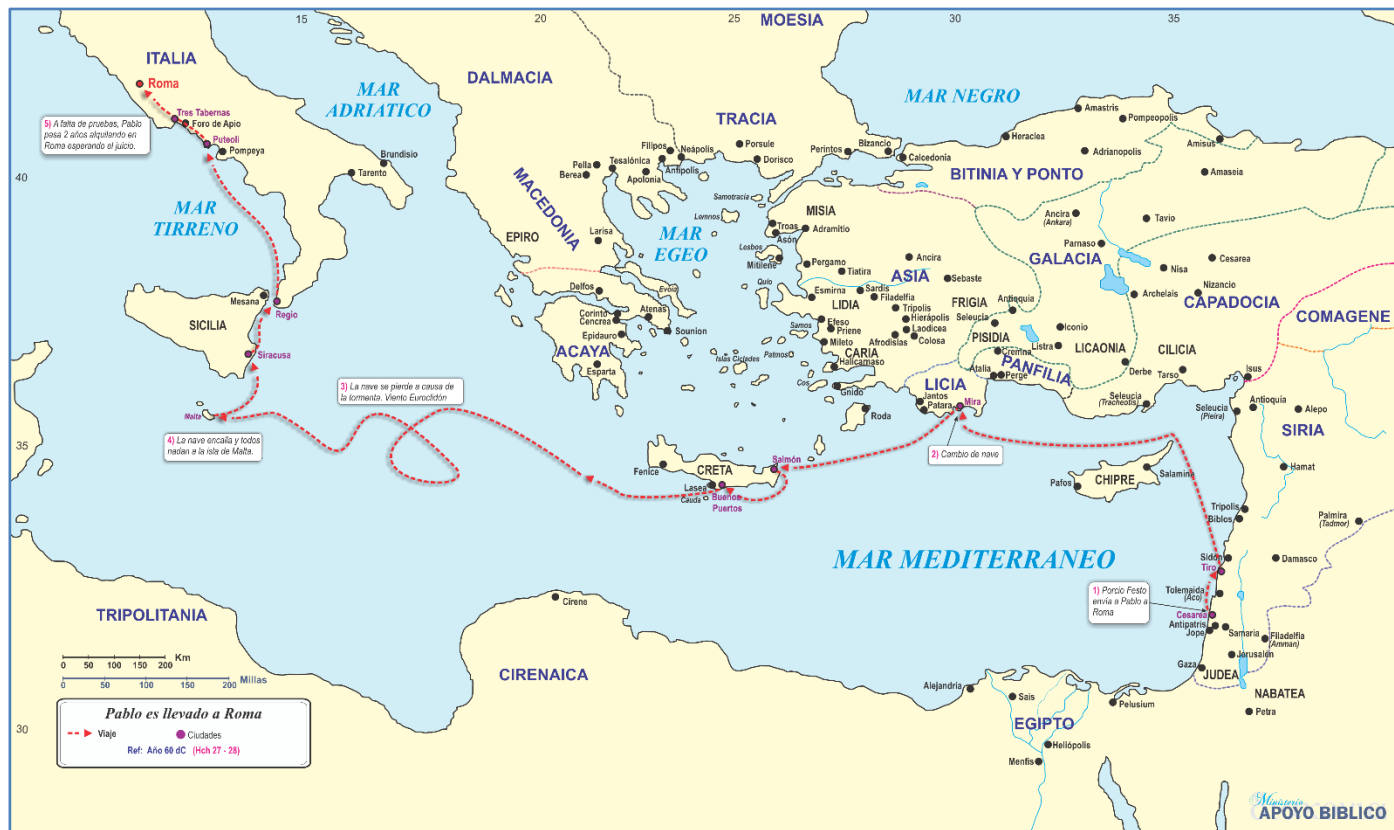 15
20
25
30
35
MOESIA
ITALIA
DALMACIA
MAR
ADRIATICO
MAR NEGRO
TRACIA
Roma
Tres Tabernas
Foro de Apio
Puteoli
Pompeya
5) A falta de pruebas, Pablo
pasa 2 años alquilando en
Roma esperando el juicio.
Brundisio
Tarento
40
MAR
TIRRENO
Mesana
Regio
SICILIA
Siracusa
Malta
Filipos
Neápolis
Pella
Tesalónica
Berea
Apolonia
Antípolis
Porsule
Dorisco
Perintos
Bizancio
Calcedonia
Heraclea
Amastris
Pompeopolis
Adrianopolis
Amisus
Amaseia
BITINIA Y PONTO
MACEDONIA
EPIRO
Larisa
MAR
EGEO
Samotracia
Lomnos
Lesbos
Mitilene
Quio
MISIA
Troas
Asón
Adramitio
Pergamo
Tiatira
Ancira
ASIA
Sebaste
Esmirna
Sardis
LIDIA
Filadelfia
Tripolis
Hierápolis
Laodicea
Colosa
Efeso
Priene
Mileto
Afrodisias
CARIA
Halicarnaso
Gnido
FRIGIA
Antioquia
Seleucia
PISIDIA
Cremna
PANFILIA
Atalia
Perge
LICIA
Jantos
Patara
Mira
Ancira
(Ankara)
Tavio
Parnaso
GALACIA
Nisa
Cesarea
Nizancio
Archelais
CAPADOCIA
COMAGENE
Iconio
Listra
LICAONIA
Derbe
CILICIA
Tarso
Isus
Seleucia
(Tracheotis)
Seleucia
(Pieira)
Antioquía
Alepo
SIRIA
Hamat
Delfos
Evoia
Corinto
Cencrea
Atenas
Sounion
Epidauro
ACAYA
Esparta
Samos
Patmos
Islas Ciclades
Cos
Roda
3) La nave se pierde a causa de
la tormenta. Viento Euroclidón
4) La nave encalla y todos
nadan a la isla de Malta.
2) Cambio de nave
35
Fenice
CRETA
Salmón
Lasea
Cauda
Buenos
Puertos
CHIPRE
Salamina
Pafos
Tripolis
Biblos
Palmira
(Tadmor)
MAR MEDITERRANEO
Sidón
Tiro
Damasco
1) Porcio Festo
envía a Pablo a
Roma
Tolemaida
(Aco)
Cesarea
Antipatris
Jope
Samaria
Filadelfia
(Amman)
Jerusalén
Gaza
JUDEA
NABATEA
Petra
TRIPOLITANIA
Cirene
CIRENAICA
Alejandría
Sais
Pelusium
EGIPTO
Heliópolis
Menfis
0 50 100 150 200 Km
0 50 100 150 200 Millas
30
Pablo es llevado a Roma
Viaje
Ciudades
Ref: Año 60 dC (Hch 27 - 28)
Ministerio
APOYO BIBLICO